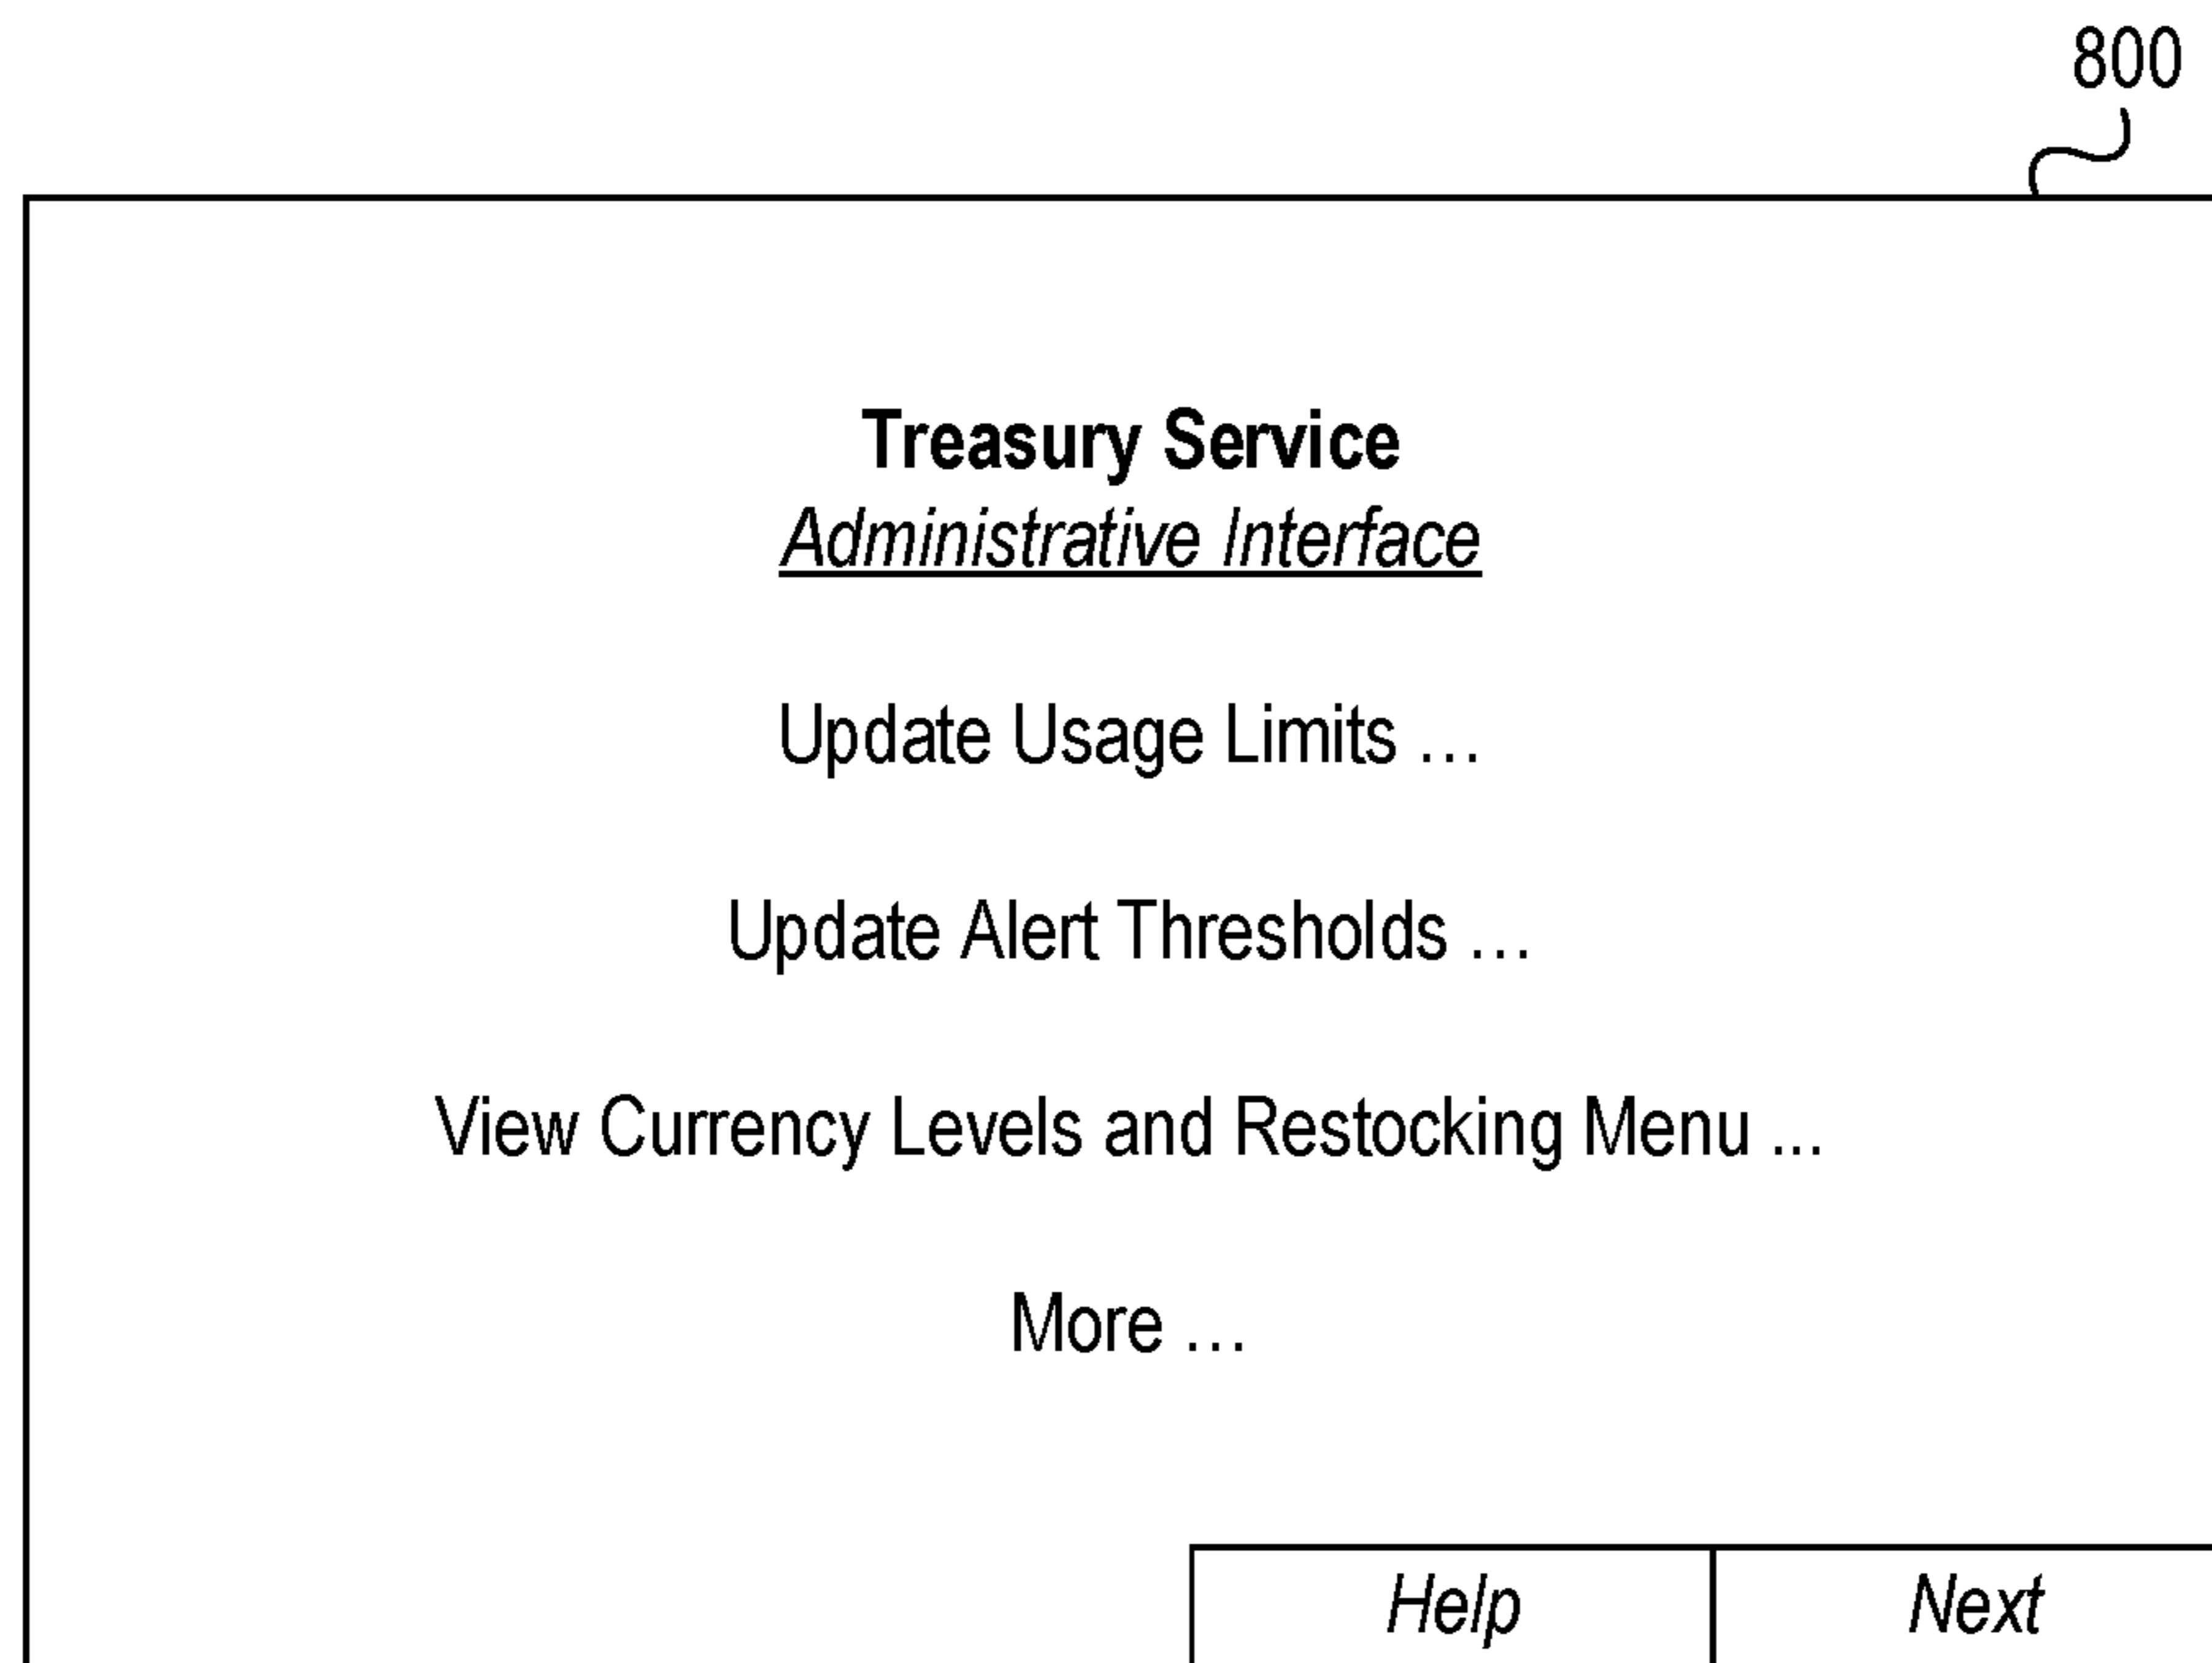 800
Treasury Service
Administrative Interface
Update Usage Limits ...
Update Alert Thresholds ...
View Currency Levels and Restocking Menu ...
More ...
Help Next